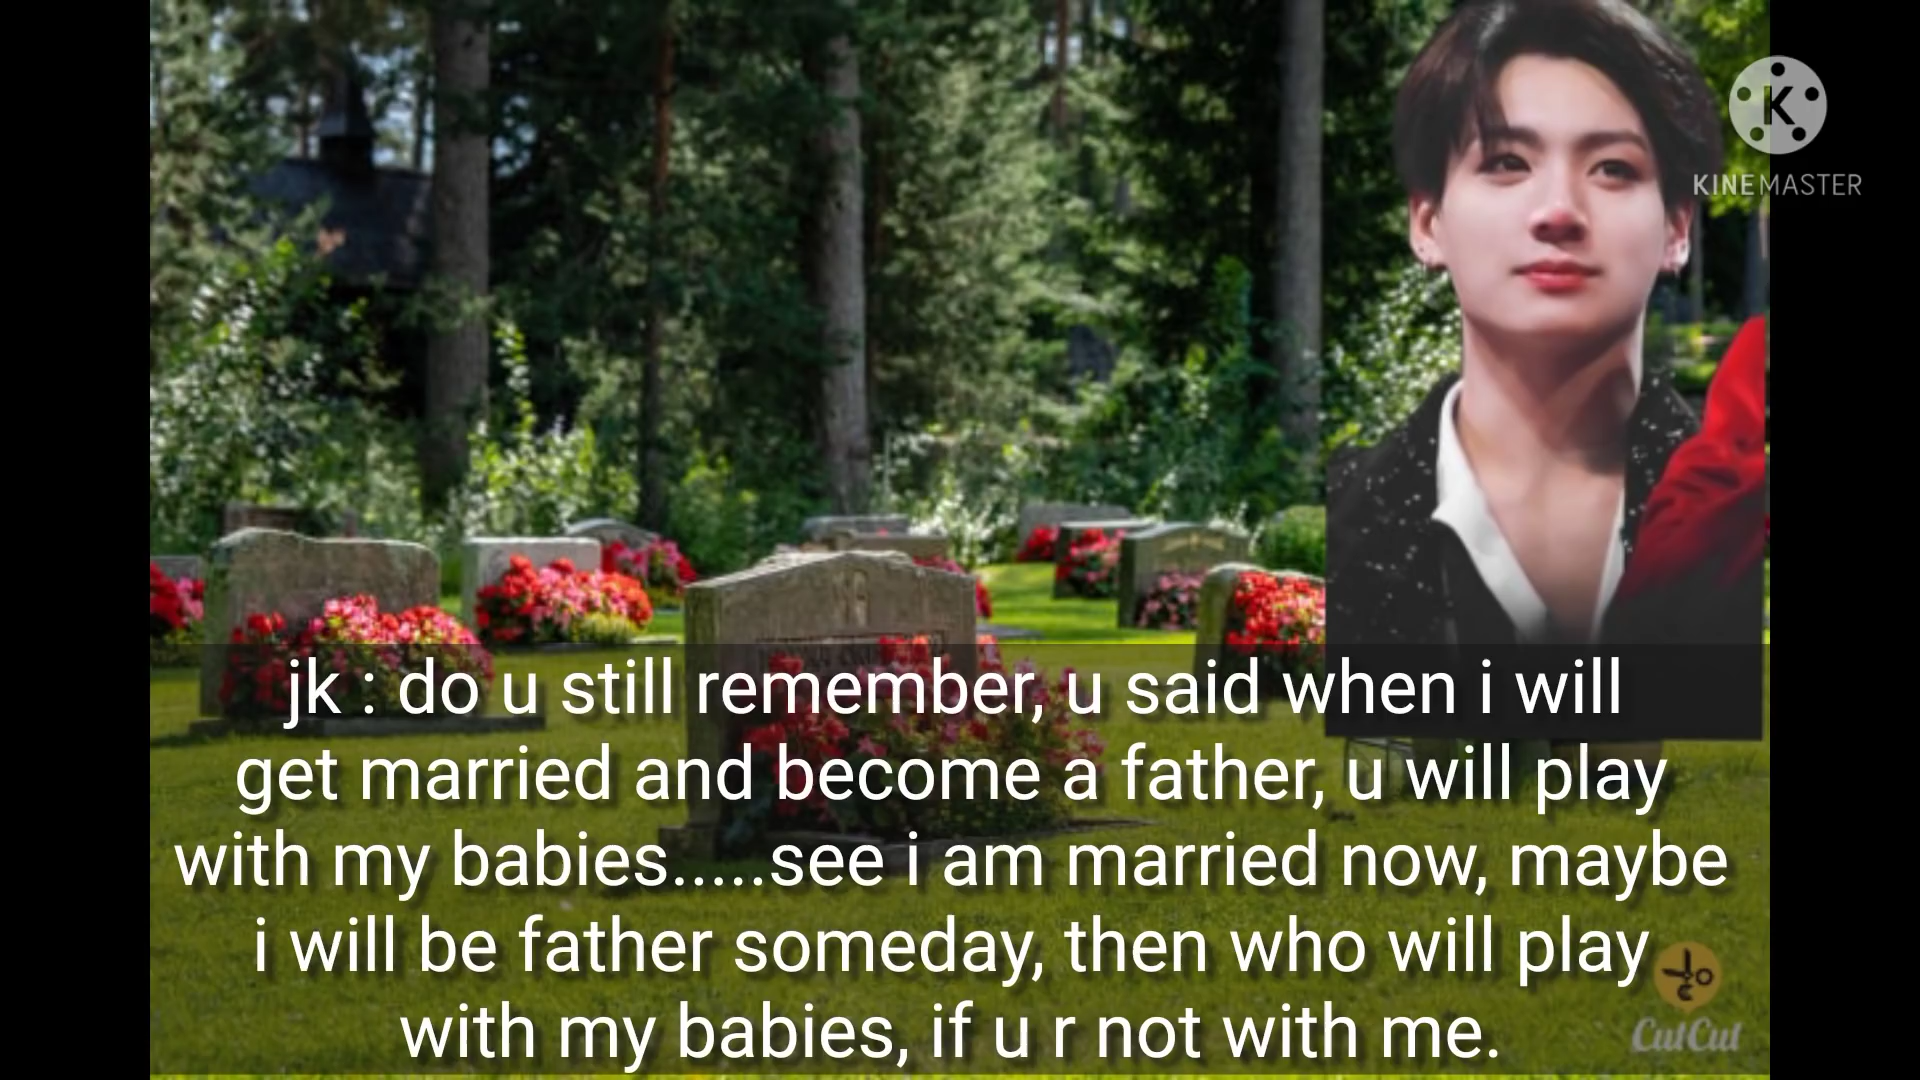 K
KINEMASTER
jk : do u still remember, u said when i will
get married and become a father, u will play
with my babies.....see i am married now, maybe
i will be father someday, then who will play
with my babies, if u r not with me.
CutCut